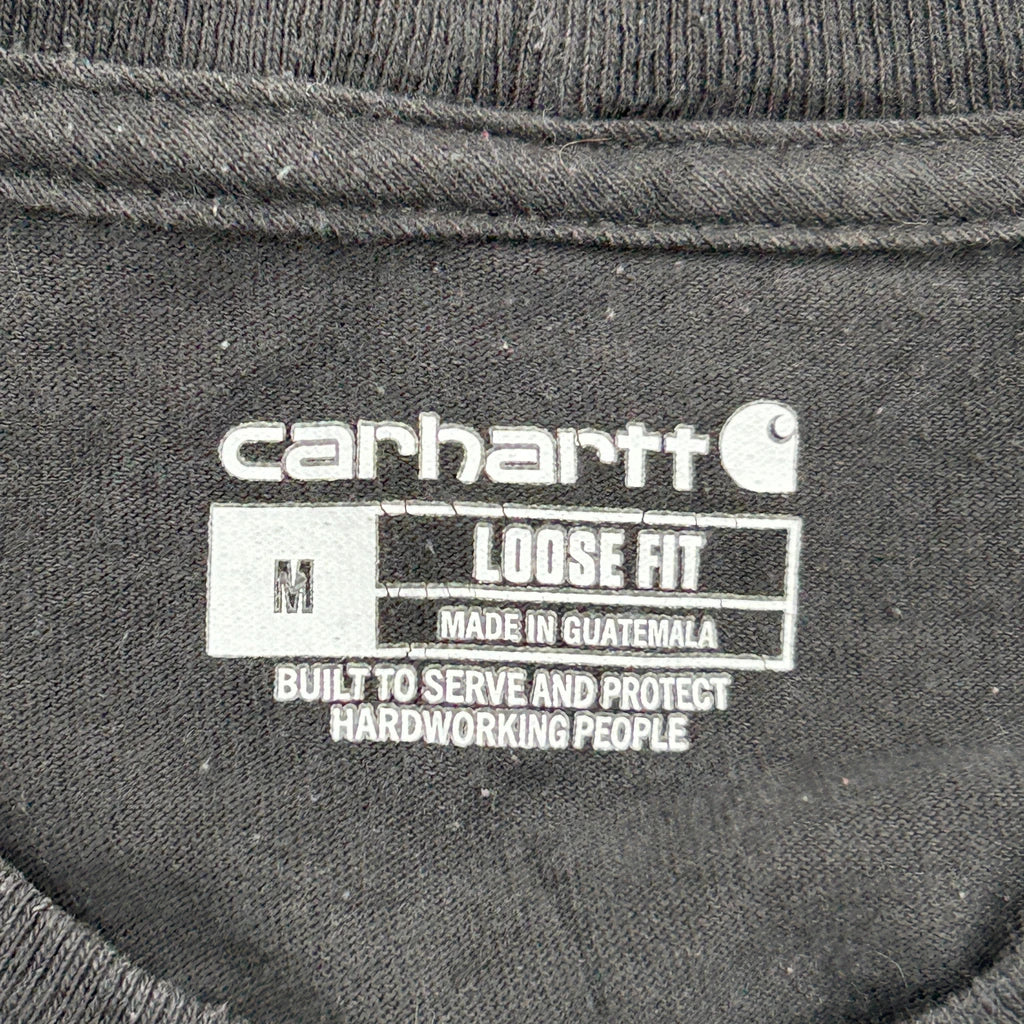 carhartt
M
LOOSE FIT
MADE IN GUATEMALA
BUILT TO SERVE AND PROTECT
HARDWORKING PEOPLE